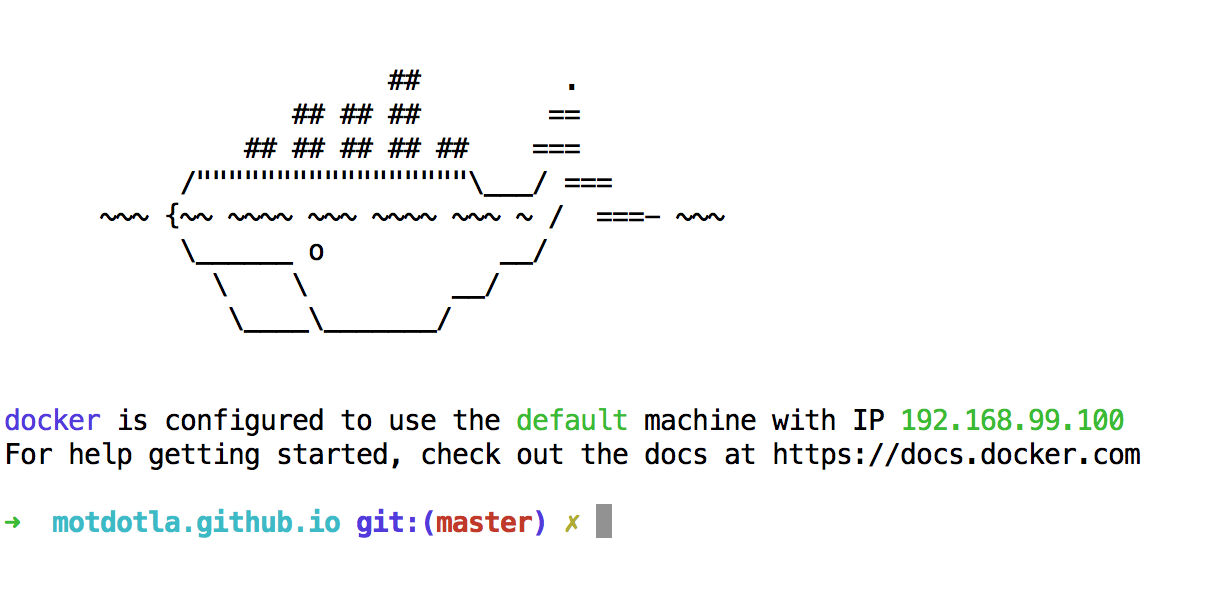 ##         .
                  ## ## ##        ==
               ## ## ## ## ##    ===
           /"""""""""""""""""\___/ ===
      ~~~ {~~ ~~~~ ~~~ ~~~~ ~~~ ~ /  ===- ~~~
           \______ o           __/
             \    \         __/
              \____\_______/
docker is configured to use the default machine with IP 192.168.99.100
For help getting started, check out the docs at https://docs.docker.com
➜  motdotla.github.io git:(master) ✗